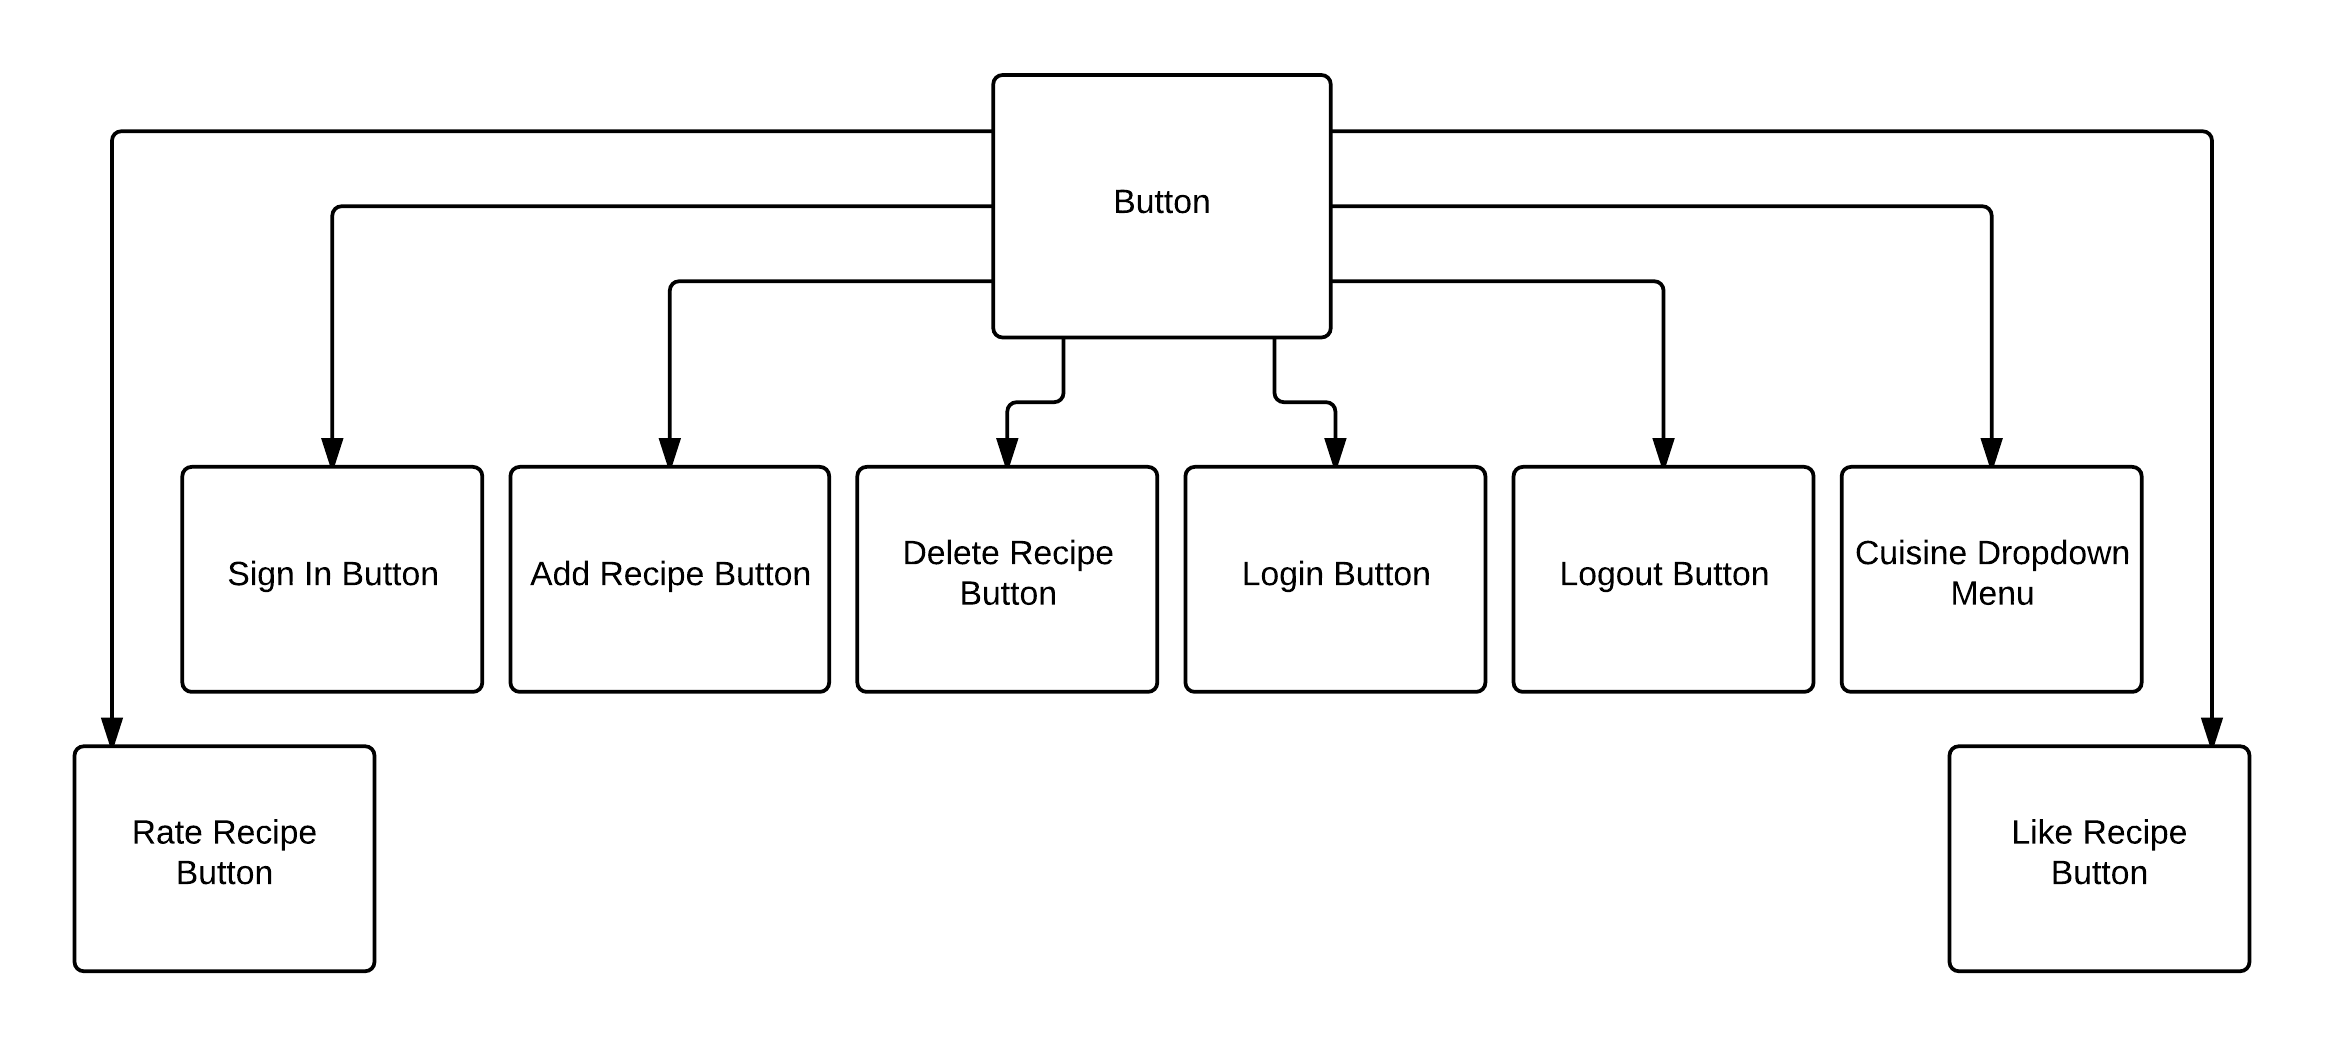 Button
Sign In Button
Add Recipe Button
Delete Recipe
Button
Login Button
Logout Button
Cuisine Dropdown
Menu
Rate Recipe
Button
Like Recipe
Button